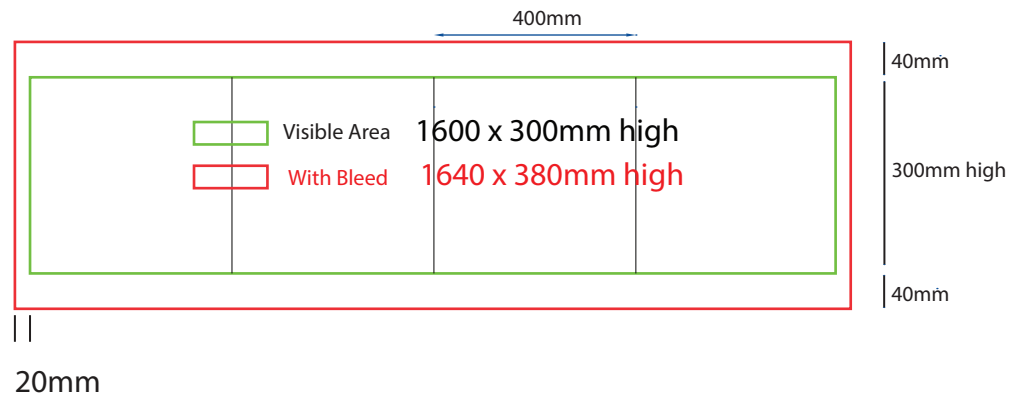 400mm
40mm
Visible Area 1600 x 300mm high
With Bleed 1640 x 380mm high
300mm high
40mm
20mm